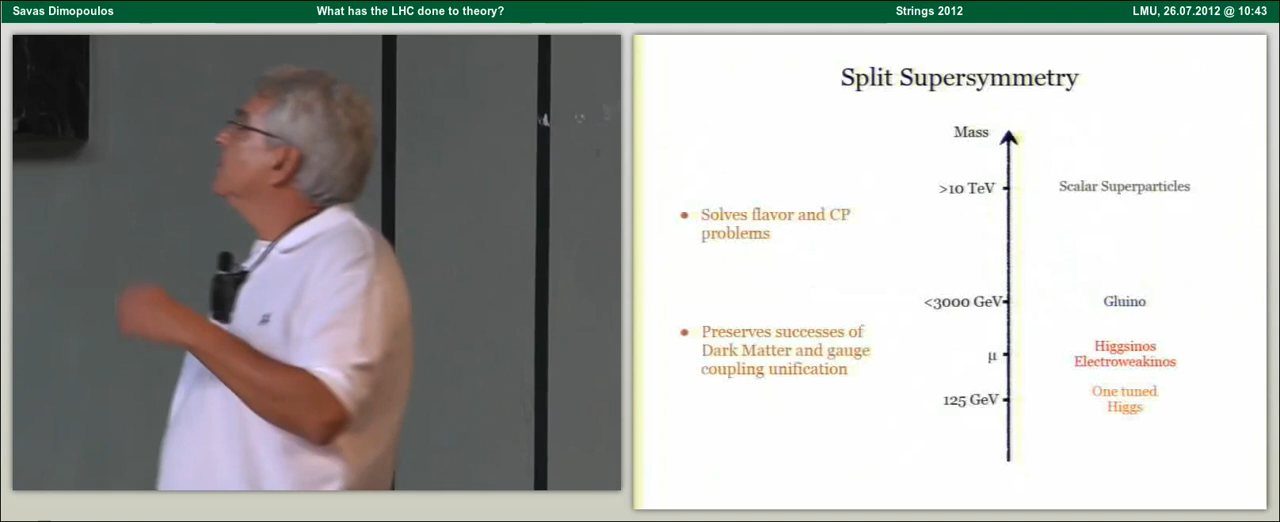 Savas Dimopoulos
What has the LHC done to theory?
Strings 2012
LMU, 26.07.2012 @ 10:43
Split Supersymmetry
Mass
>10 TeV
Scalar Superparticles
• Solves flavor and CP
problems
<3000 GeV
Gluino
• Preserves successes of
Dark Matter and gauge
coupling unification
μ
Higgsinos
Electroweakinos
125 GeV
One tuned
Higgs